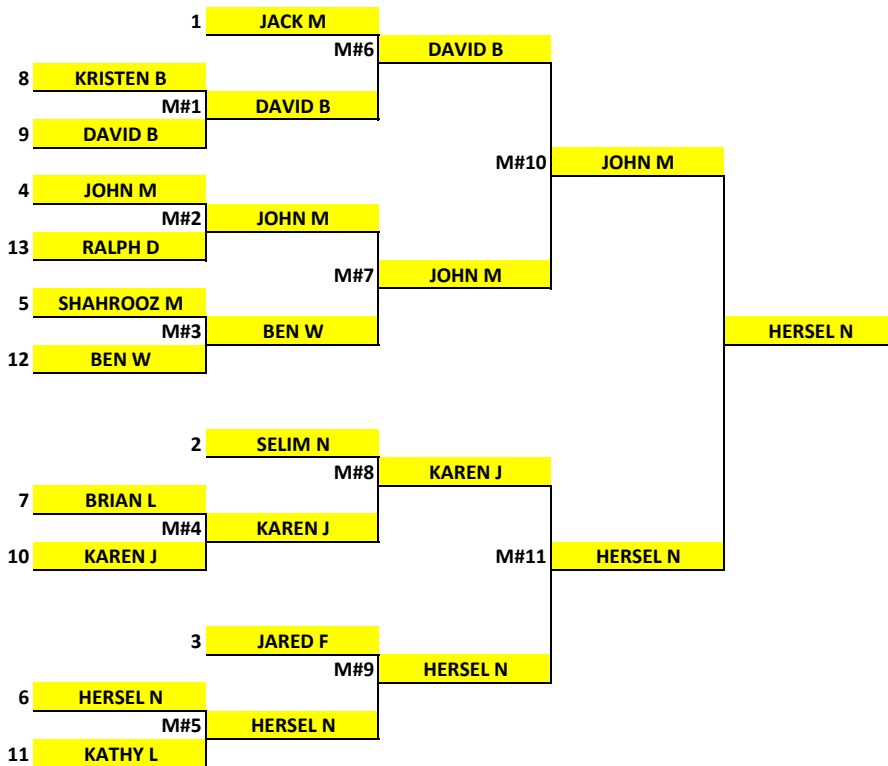 1 JACK M
M#6 DAVID B
8 KRISTEN B
M#1 DAVID B
9 DAVID B
M#10 JOHN M
4 JOHN M
M#2 JOHN M
13 RALPH D
M#7 JOHN M
5 SHAHROOZ M
M#3 BEN W HERSEL N
12 BEN W
2 SELIM N
M#8 KAREN J
7 BRIAN L
M#4 KAREN J
10 KAREN J M#11 HERSEL N
3 JARED F
M#9 HERSEL N
6 HERSEL N
M#5 HERSEL N
11 KATHY L